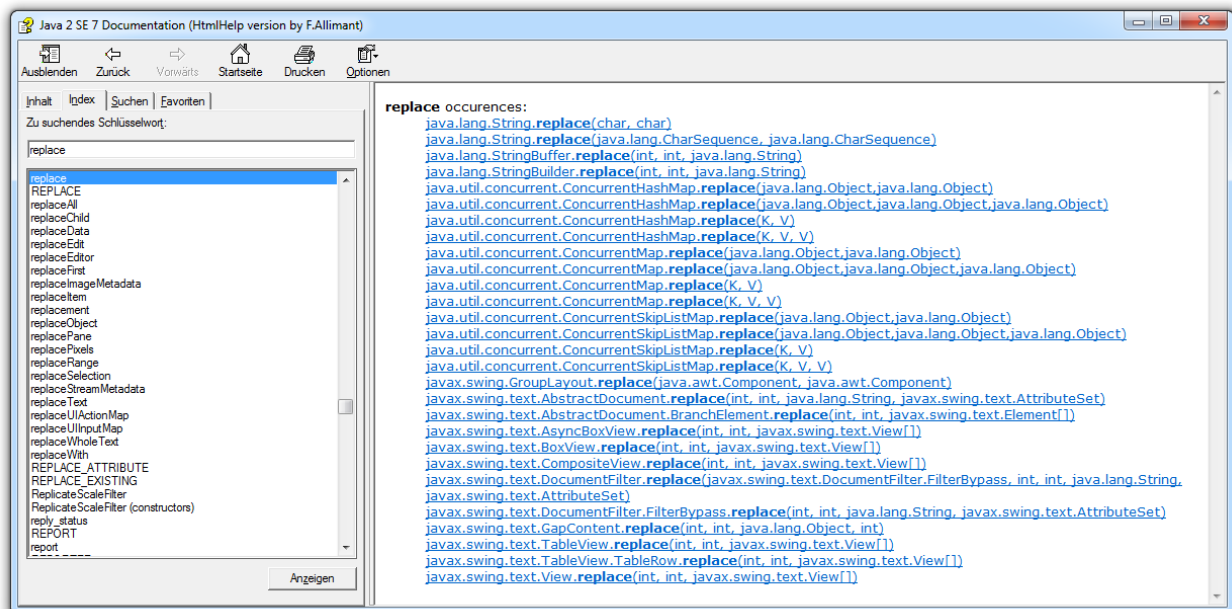 Java 2 SE 7 Documentation (HtmlHelp version by F.Allimant)
Ausblenden Zurück Vorwärts Startseite Drucken Optionen
Inhalt Index Suchen Favoriten
Zu suchendes Schlüsselwort:
replace
replace
REPLACE
replaceAll
replaceChild
replaceData
replaceEdit
replaceEditor
replaceFirst
replaceImageMetadata
replaceItem
replacement
replaceObject
replacePane
replacePixels
replaceRange
replaceSelection
replaceStreamMetadata
replaceText
replaceUIActionMap
replaceUIInputMap
replaceWholeText
replaceWith
REPLACE_ATTRIBUTE
REPLACE_EXISTING
ReplicateScaleFilter
ReplicateScaleFilter (constructors)
reply_status
REPORT
report
Anzeigen
replace occurences:
java.lang.String.replace(char, char)
java.lang.String.replace(java.lang.CharSequence, java.lang.CharSequence)
java.lang.StringBuffer.replace(int, int, java.lang.String)
java.lang.StringBuilder.replace(int, int, java.lang.String)
java.util.concurrent.ConcurrentHashMap.replace(java.lang.Object,java.lang.Object)
java.util.concurrent.ConcurrentHashMap.replace(java.lang.Object,java.lang.Object,java.lang.Object)
java.util.concurrent.ConcurrentHashMap.replace(K, V)
java.util.concurrent.ConcurrentHashMap.replace(K, V, V)
java.util.concurrent.ConcurrentMap.replace(java.lang.Object,java.lang.Object)
java.util.concurrent.ConcurrentMap.replace(java.lang.Object,java.lang.Object,java.lang.Object)
java.util.concurrent.ConcurrentMap.replace(K, V)
java.util.concurrent.ConcurrentMap.replace(K, V, V)
java.util.concurrent.ConcurrentSkipListMap.replace(java.lang.Object,java.lang.Object)
java.util.concurrent.ConcurrentSkipListMap.replace(java.lang.Object,java.lang.Object,java.lang.Object)
java.util.concurrent.ConcurrentSkipListMap.replace(K, V)
java.util.concurrent.ConcurrentSkipListMap.replace(K, V, V)
javax.swing.GroupLayout.replace(java.awt.Component, java.awt.Component)
javax.swing.text.AbstractDocument.replace(int, int, java.lang.String, javax.swing.text.AttributeSet)
javax.swing.text.AbstractDocument.BranchElement.replace(int, int, javax.swing.text.Element[])
javax.swing.text.AsyncBoxView.replace(int, int, javax.swing.text.View[])
javax.swing.text.BoxView.replace(int, int, javax.swing.text.View[])
javax.swing.text.CompositeView.replace(int, int, javax.swing.text.View[])
javax.swing.text.DocumentFilter.replace(javax.swing.text.DocumentFilter.FilterBypass, int, int, java.lang.String,
javax.swing.text.AttributeSet)
javax.swing.text.DocumentFilter.FilterBypass.replace(int, int, java.lang.String, javax.swing.text.AttributeSet)
javax.swing.text.GapContent.replace(int, int, java.lang.Object, int)
javax.swing.text.TableView.replace(int, int, javax.swing.text.View[])
javax.swing.text.TableView.TableRow.replace(int, int, javax.swing.text.View[])
javax.swing.text.View.replace(int, int, javax.swing.text.View[])